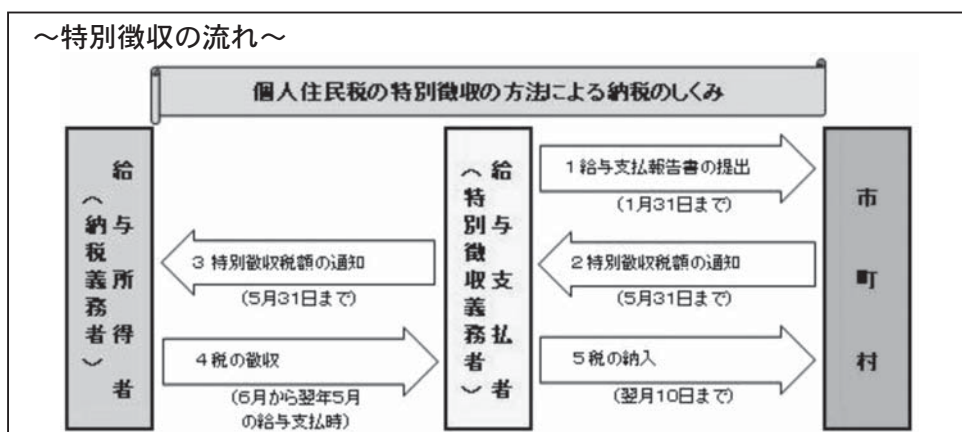 ～特別徴収の流れ～
個人住民税の特別徴収の方法による納税のしくみ
給与所得者
（納税義務者）
給与支払者
（特別徴収義務者）
市町村
1給与支払報告書の提出
（1月31日まで）
2特別徴収税額の通知
（5月31日まで）
3特別徴収税額の通知
（5月31日まで）
4税の徴収
（6月から翌年5月
の給与支払時）
5税の納入
（翌月10日まで）